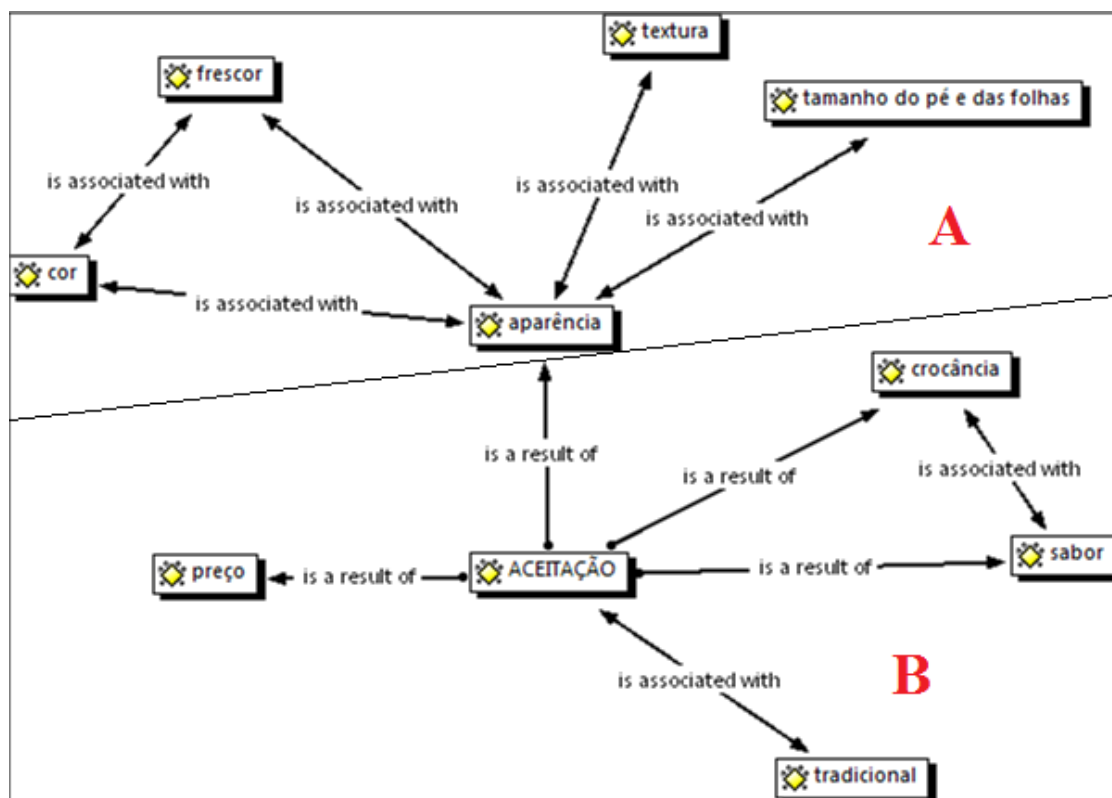 textura
frescor
tamanho do pé e das folhas
is associated with
is associated with
is associated with
is associated with
A
cor
is associated with
aparência
crocância
is a result of
is a result of
is associated with
sabor
preço
is a result of
ACEITAÇÃO
is a result of
is associated with
B
tradicional